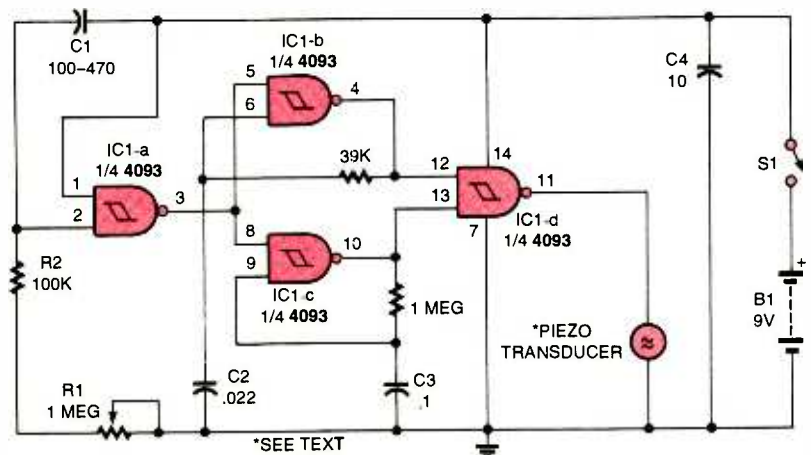 C1
100–470
IC1-b
1/4 4093
5
6
4
C4
10
IC1-a
1/4 4093
1
2
3
39K
12
13
14
11
7
IC1-d
1/4 4093
S1
8
9
10
IC1-c
1/4 4093
R2
100K
1 MEG
+
B1
9V
*PIEZO
TRANSDUCER
R1
1 MEG
C2
.022
C3
.1
*SEE TEXT